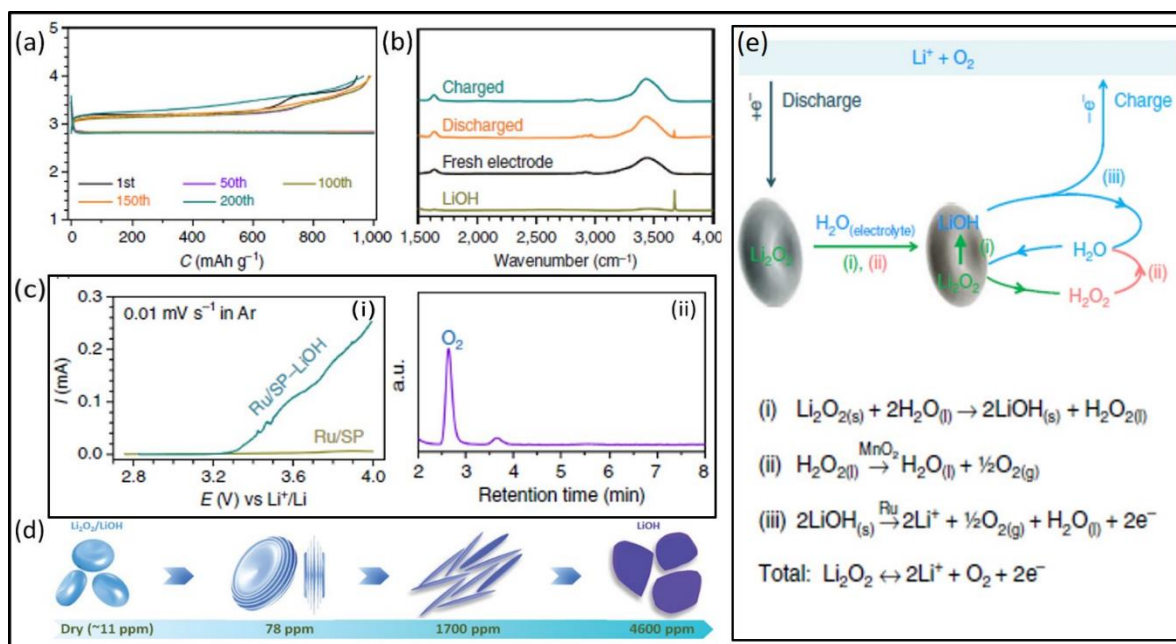 (a)
5
4
3
2
1
1st
50th
100th
150th
200th
0
200
400
600
800
1,000
C (mAh g⁻¹)
(b)
Charged
Discharged
Fresh electrode
LiOH
1,500
2,000
2,500
3,000
3,500
4,00
Wavenumber (cm⁻¹)
(c)
0.3
0.2
0.1
0.0
I (mA)
0.01 mV s⁻¹ in Ar
(i)
Ru/SP–LiOH
Ru/SP
2.8
3.2
3.6
4.0
E (V) vs Li⁺/Li
(ii)
a.u.
O₂
2
3
4
5
6
7
8
Retention time (min)
(d)
Li₂O₂/LiOH
LiOH
Dry (~11 ppm)
78 ppm
1700 ppm
4600 ppm
(e)
Li⁺ + O₂
+e⁻
Discharge
–e⁻
Charge
(iii)
Li₂O₂
H₂O(electrolyte)
(i), (ii)
LiOH
(i)
Li₂O₂
H₂O
(ii)
H₂O₂
(i) Li₂O₂(s) + 2H₂O(l) → 2LiOH(s) + H₂O₂(l)
MnO₂
(ii) H₂O₂(l) → H₂O(l) + ½O₂(g)
Ru
(iii) 2LiOH(s) → 2Li⁺ + ½O₂(g) + H₂O(l) + 2e⁻
Total: Li₂O₂ ↔ 2Li⁺ + O₂ + 2e⁻